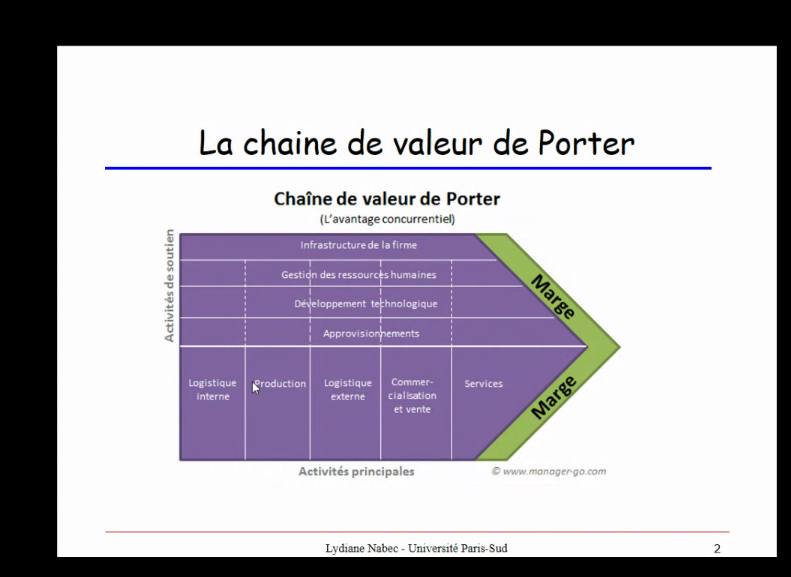 La chaine de valeur de Porter
Chaîne de valeur de Porter
(L'avantage concurrentiel)
Activités de soutien
Infrastructure de la firme
Gestion des ressources humaines
Développement technologique
Approvisionnements
Marge
Logistique
interne
Production
Logistique
externe
Commer-
cialisation
et vente
Services
Marge
Activités principales
© www.manager-go.com
Lydiane Nabec - Université Paris-Sud
2